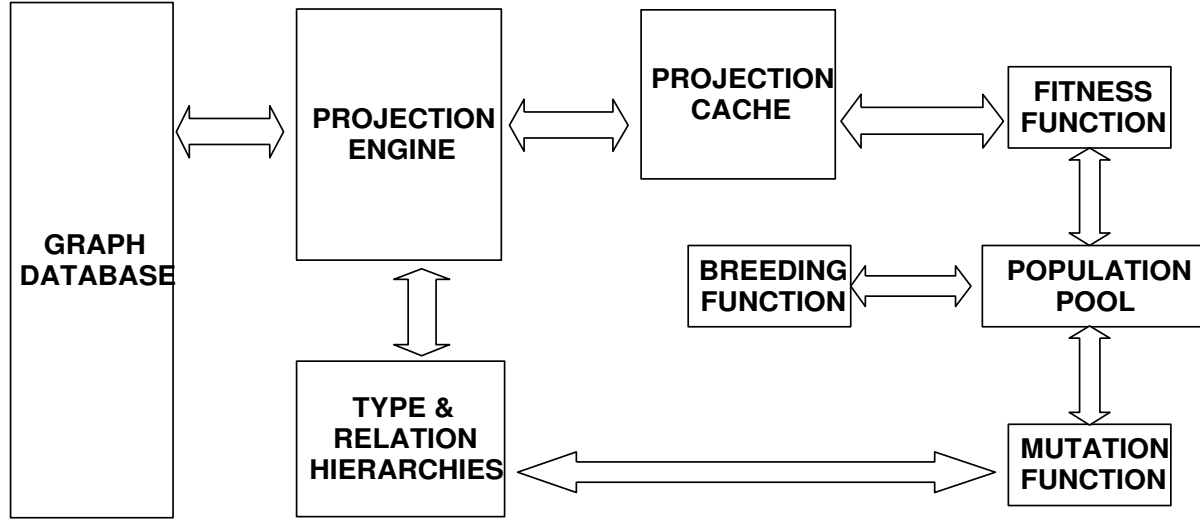 GRAPH
DATABASE
PROJECTION
ENGINE
PROJECTION
CACHE
FITNESS
FUNCTION
BREEDING
FUNCTION
POPULATION
POOL
TYPE &
RELATION
HIERARCHIES
MUTATION
FUNCTION